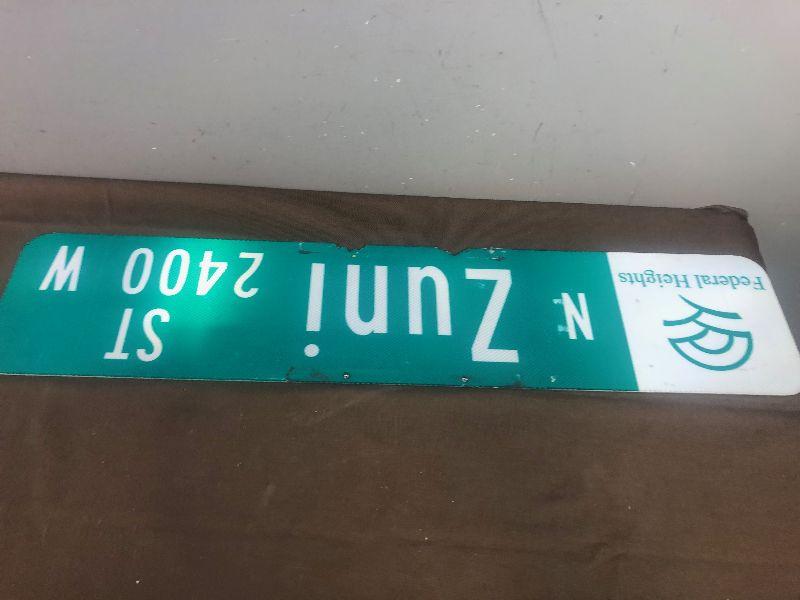 Federal Heights
N Zuni ST
2400 W